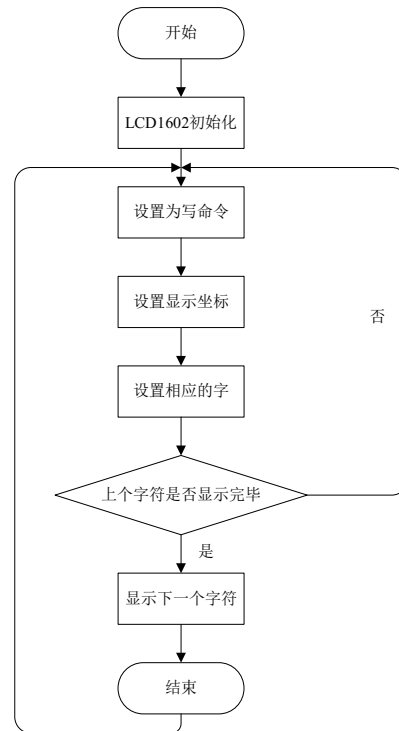 开始
LCD1602初始化
设置为写命令
设置显示坐标
否
设置相应的字
上个字符是否显示完毕
是
显示下一个字符
结束